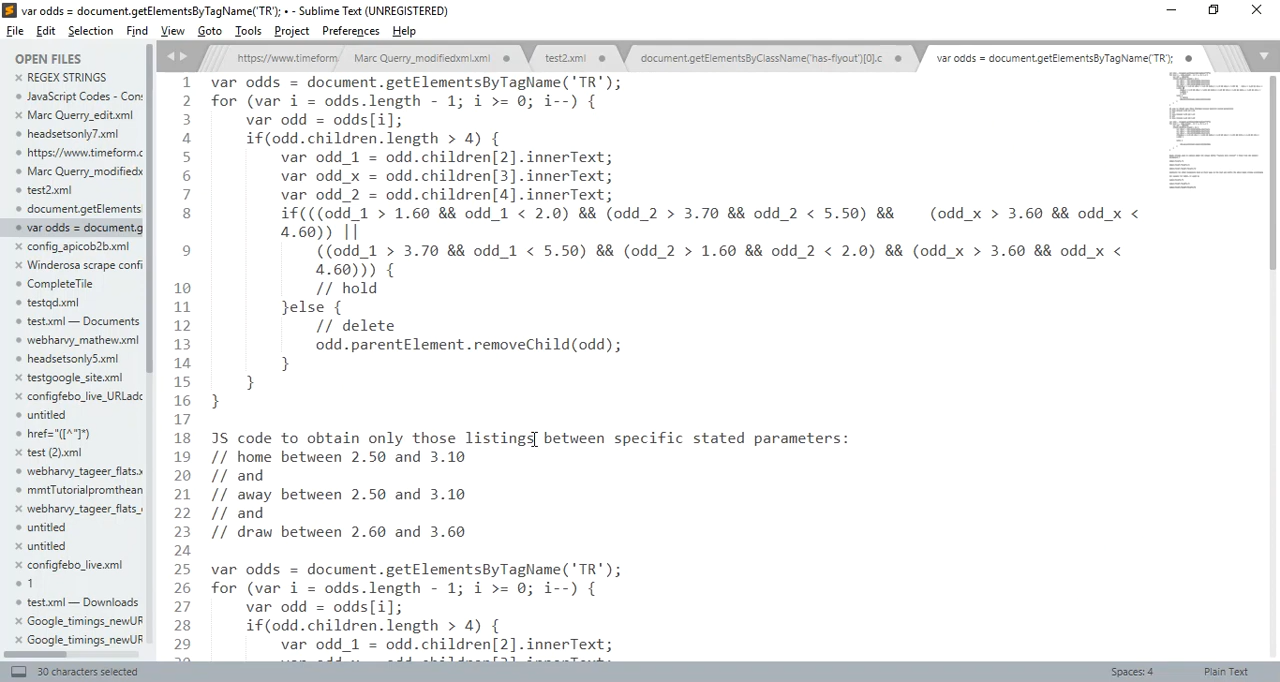 var odds = document.getElementsByTagName('TR'); • - Sublime Text (UNREGISTERED)
File Edit Selection Find View Goto Tools Project Preferences Help
OPEN FILES
REGEX STRINGS
JavaScript Codes - Con
Marc Querry_edit.xml
headsetsonly7.xml
https://www.timeform.c
Marc Querry_modifiedx
test2.xml
document.getElements
var odds = document.g
config_apicob2b.xml
Winderosa scrape confi
CompleteTile
testqd.xml
test.xml — Documents
webharvy_mathew.xml
headsetsonly5.xml
testgoogle_site.xml
configfebo_live_URLadd
untitled
href="([^"]*)
test (2).xml
webharvy_tageer_flats.x
mmtTutorialpromthean
webharvy_tageer_flats_
untitled
untitled
configfebo_live.xml
1
test.xml — Downloads
Google_timings_newUR
Google_timings_newUR
https://www.timeform Marc Querry_modifiedxml.xml test2.xml document.getElementsByClassName('has-flyout')[0].c var odds = document.getElementsByTagName('TR');
1 var odds = document.getElementsByTagName('TR');
2 for (var i = odds.length - 1; i >= 0; i--) {
3 var odd = odds[i];
4 if(odd.children.length > 4) {
5 var odd_1 = odd.children[2].innerText;
6 var odd_x = odd.children[3].innerText;
7 var odd_2 = odd.children[4].innerText;
8 if(((odd_1 > 1.60 && odd_1 < 2.0) && (odd_2 > 3.70 && odd_2 < 5.50) && (odd_x > 3.60 && odd_x <
4.60)) ||
9 ((odd_1 > 3.70 && odd_1 < 5.50) && (odd_2 > 1.60 && odd_2 < 2.0) && (odd_x > 3.60 && odd_x <
4.60))) {
10 // hold
11 }else {
12 // delete
13 odd.parentElement.removeChild(odd);
14 }
15 }
16 }
17
18 JS code to obtain only those listings between specific stated parameters:
19 // home between 2.50 and 3.10
20 // and
21 // away between 2.50 and 3.10
22 // and
23 // draw between 2.60 and 3.60
24
25 var odds = document.getElementsByTagName('TR');
26 for (var i = odds.length - 1; i >= 0; i--) {
27 var odd = odds[i];
28 if(odd.children.length > 4) {
29 var odd_1 = odd.children[2].innerText;
30 characters selected Spaces: 4 Plain Text